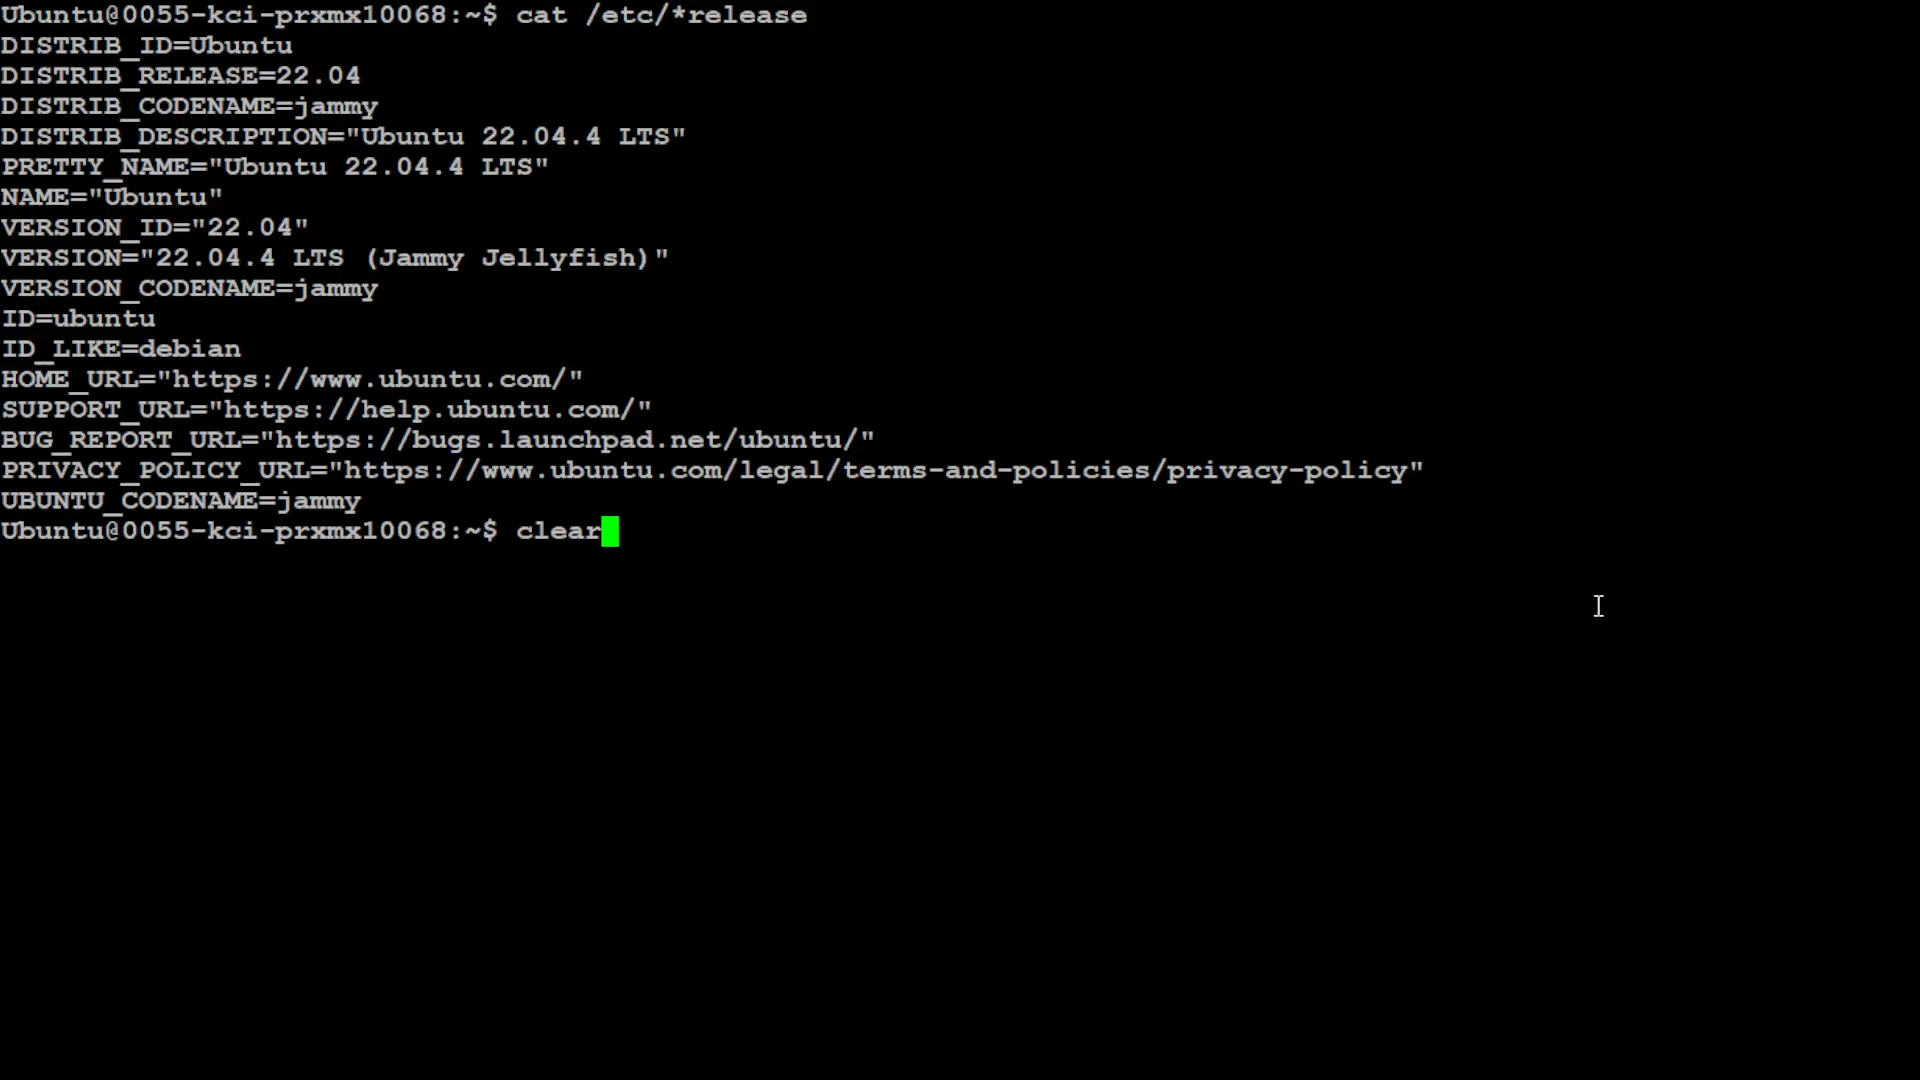 Ubuntu@0055-kci-prxmx10068:~$ cat /etc/*release
DISTRIB_ID=Ubuntu
DISTRIB_RELEASE=22.04
DISTRIB_CODENAME=jammy
DISTRIB_DESCRIPTION="Ubuntu 22.04.4 LTS"
PRETTY_NAME="Ubuntu 22.04.4 LTS"
NAME="Ubuntu"
VERSION_ID="22.04"
VERSION="22.04.4 LTS (Jammy Jellyfish)"
VERSION_CODENAME=jammy
ID=ubuntu
ID_LIKE=debian
HOME_URL="https://www.ubuntu.com/"
SUPPORT_URL="https://help.ubuntu.com/"
BUG_REPORT_URL="https://bugs.launchpad.net/ubuntu/"
PRIVACY_POLICY_URL="https://www.ubuntu.com/legal/terms-and-policies/privacy-policy"
UBUNTU_CODENAME=jammy
Ubuntu@0055-kci-prxmx10068:~$ clear